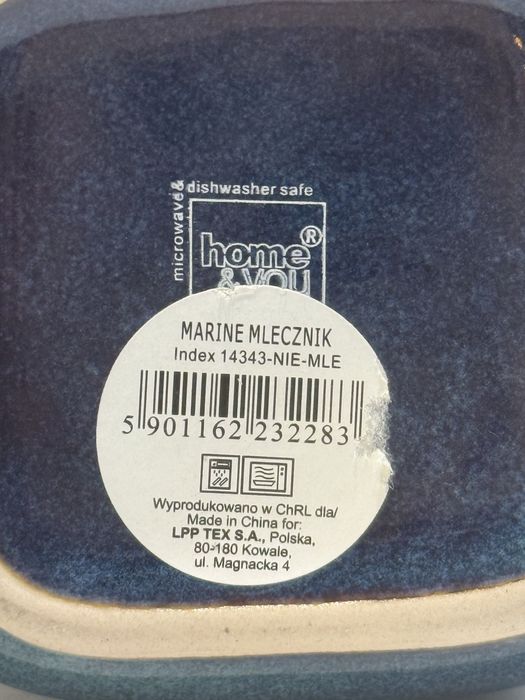 microwave&
dishwasher safe
home®
& YOU
MARINE MLECZNIK
Index 14343-NIE-MLE
5 901162 232283
Wyprodukowano w ChRL dla/
Made in China for:
LPP TEX S.A., Polska,
80-180 Kowale,
ul. Magnacka 4